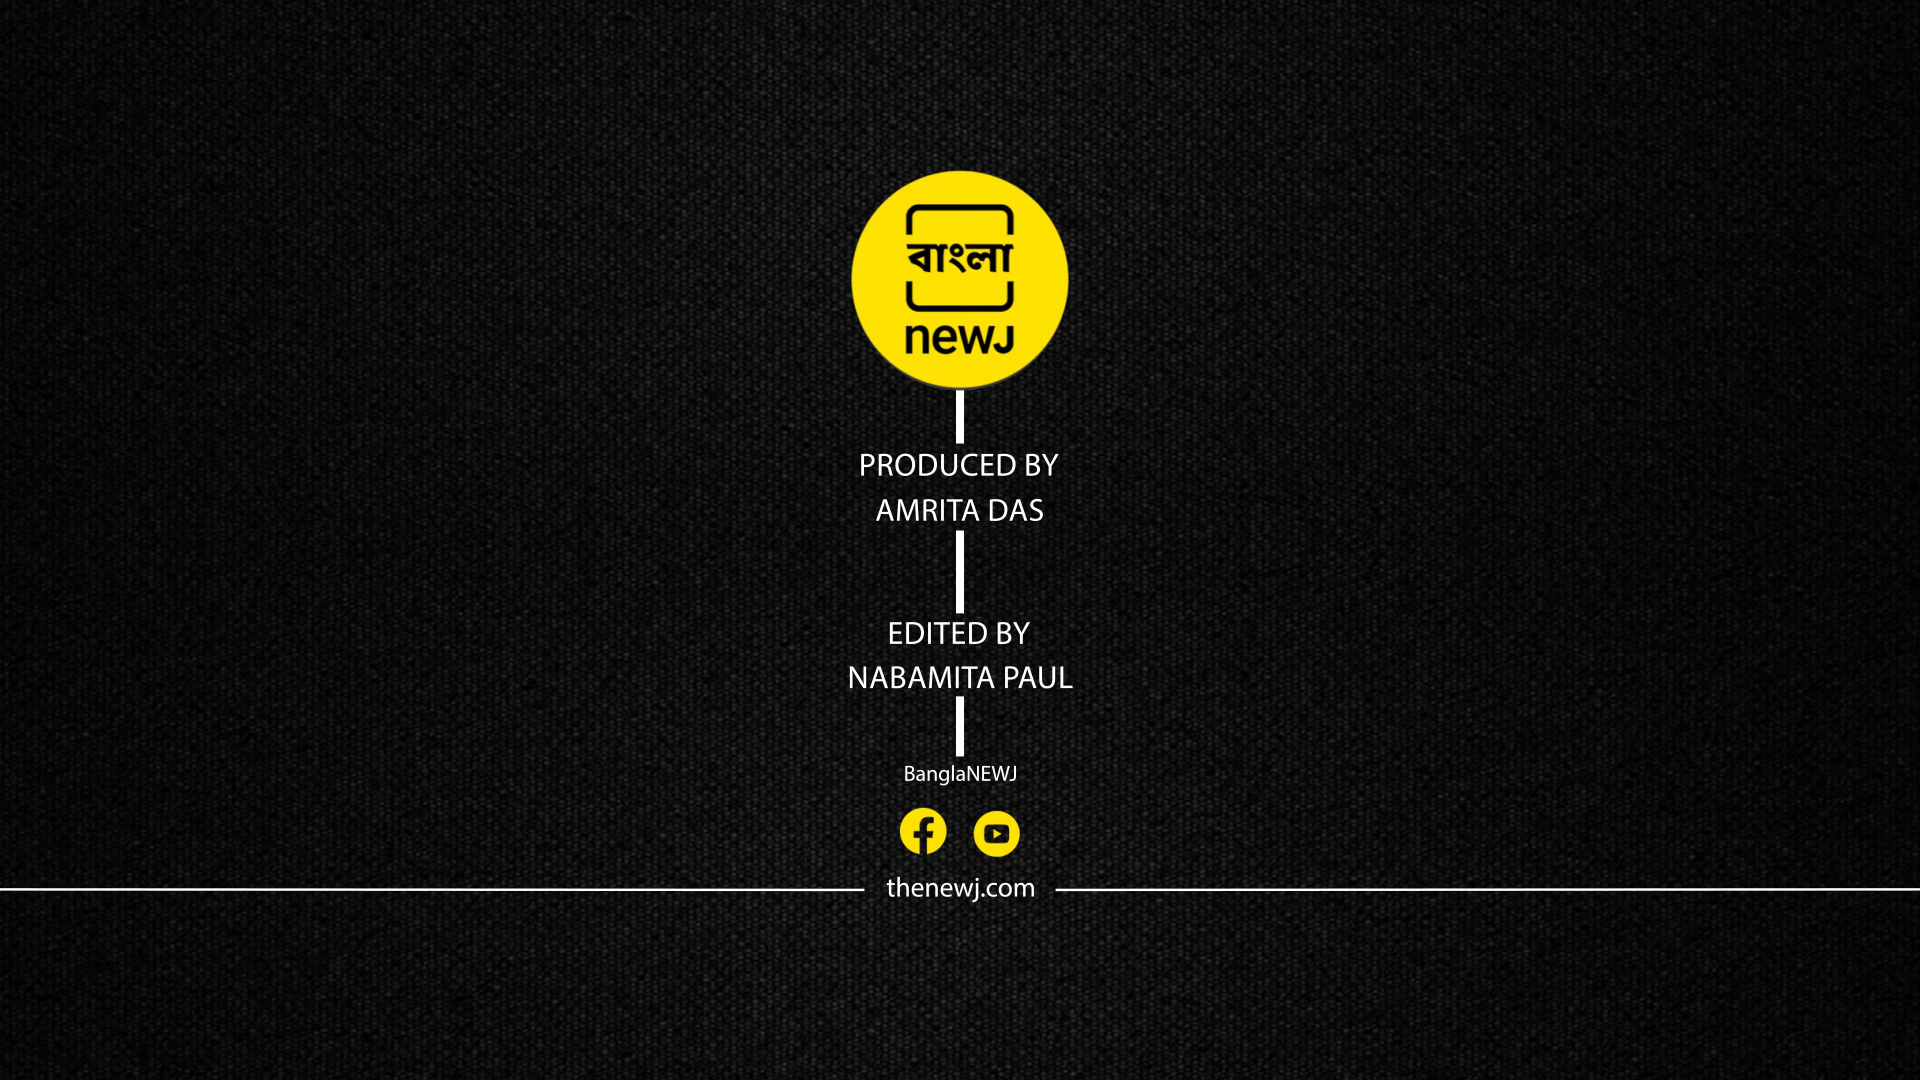 বাংলা
newJ
PRODUCED BY
AMRITA DAS
EDITED BY
NABAMITA PAUL
BanglaNEWJ
thenewj.com